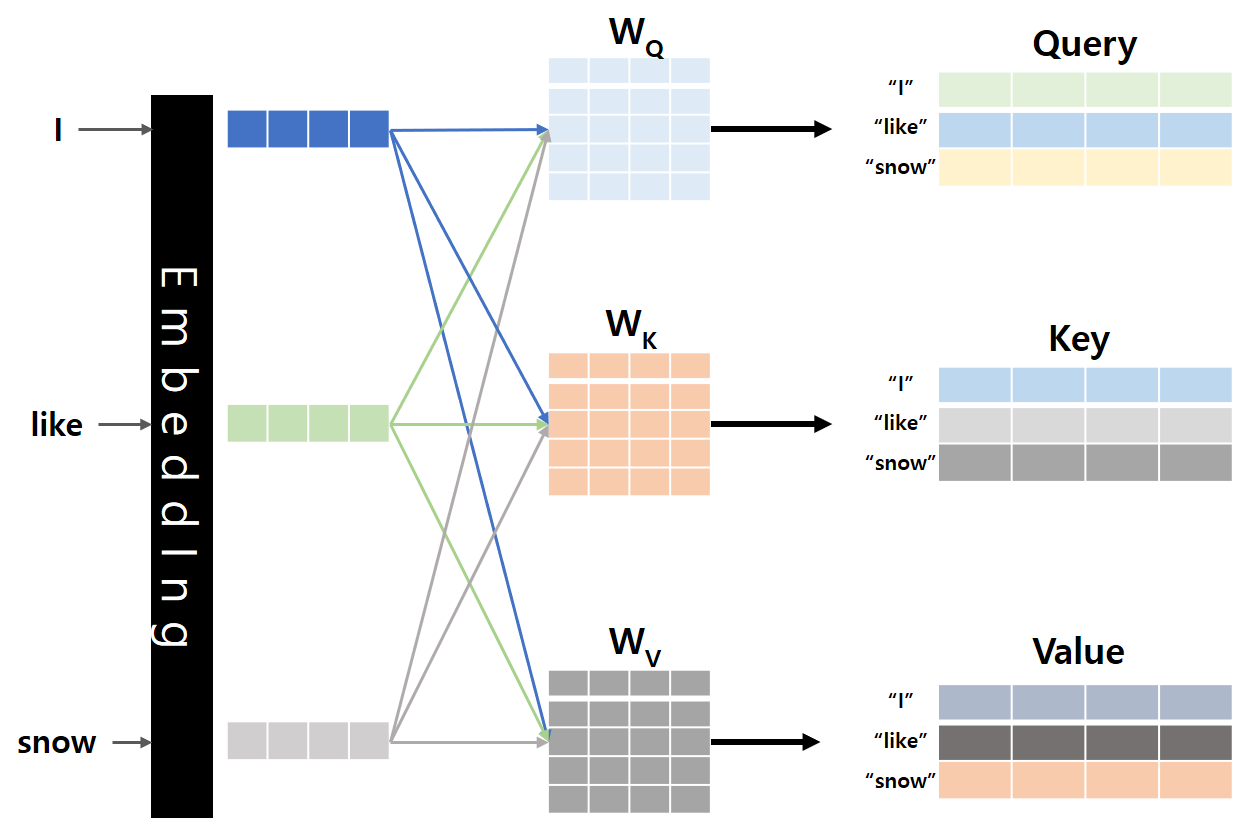 I
like
snow
EmbeddIng
W_Q
W_K
W_V
Query
“I”
“like”
“snow”
Key
“I”
“like”
“snow”
Value
“I”
“like”
“snow”